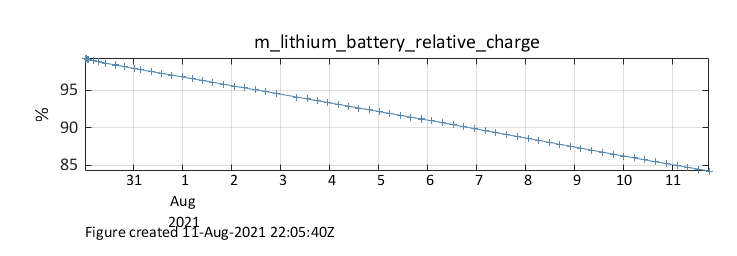 m_lithium_battery_relative_charge
%
95
90
85
31 1 2 3 4 5 6 7 8 9 10 11
Aug
2021
Figure created 11-Aug-2021 22:05:40Z